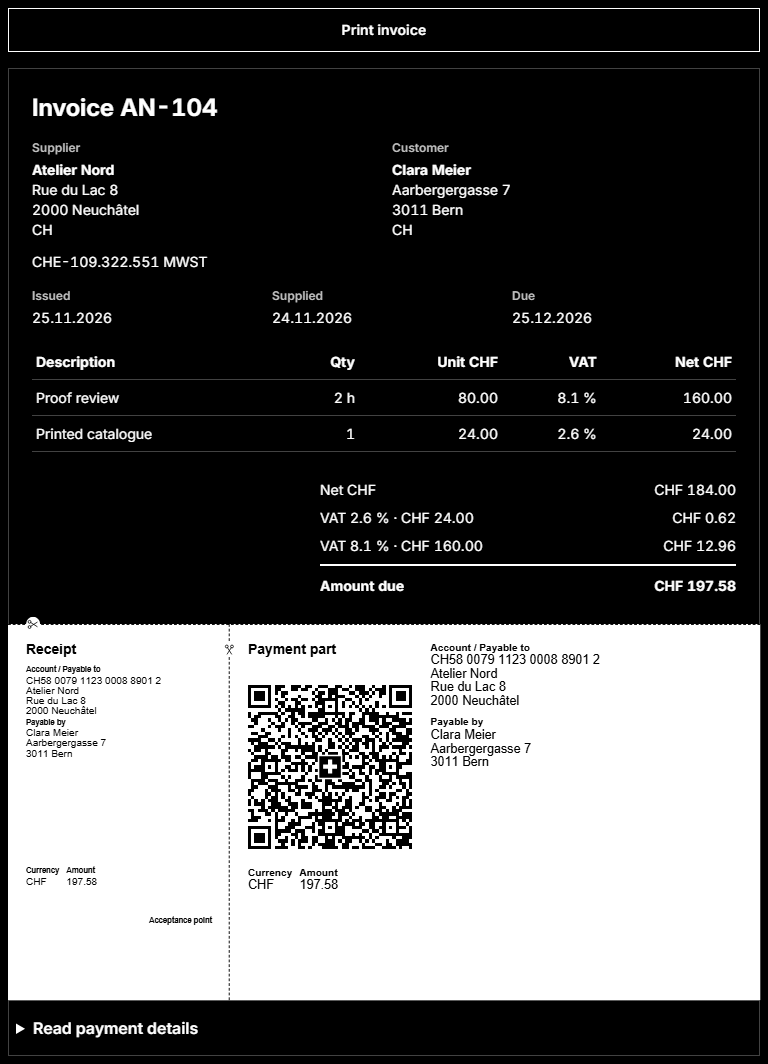 Print invoice
Invoice AN-104
Supplier
Atelier Nord
Rue du Lac 8
2000 Neuchâtel
CH
CHE-109.322.551 MWST
Customer
Clara Meier
Aarbergergasse 7
3011 Bern
CH
Issued
25.11.2026
Supplied
24.11.2026
Due
25.12.2026
Description Qty Unit CHF VAT Net CHF
Proof review 2 h 80.00 8.1 % 160.00
Printed catalogue 1 24.00 2.6 % 24.00
Net CHF CHF 184.00
VAT 2.6 % · CHF 24.00 CHF 0.62
VAT 8.1 % · CHF 160.00 CHF 12.96
Amount due CHF 197.58
Receipt
Account / Payable to
CH58 0079 1123 0008 8901 2
Atelier Nord
Rue du Lac 8
2000 Neuchâtel
Payable by
Clara Meier
Aarbergergasse 7
3011 Bern
Currency Amount
CHF 197.58
Acceptance point
Payment part
Currency Amount
CHF 197.58
Account / Payable to
CH58 0079 1123 0008 8901 2
Atelier Nord
Rue du Lac 8
2000 Neuchâtel
Payable by
Clara Meier
Aarbergergasse 7
3011 Bern
Read payment details